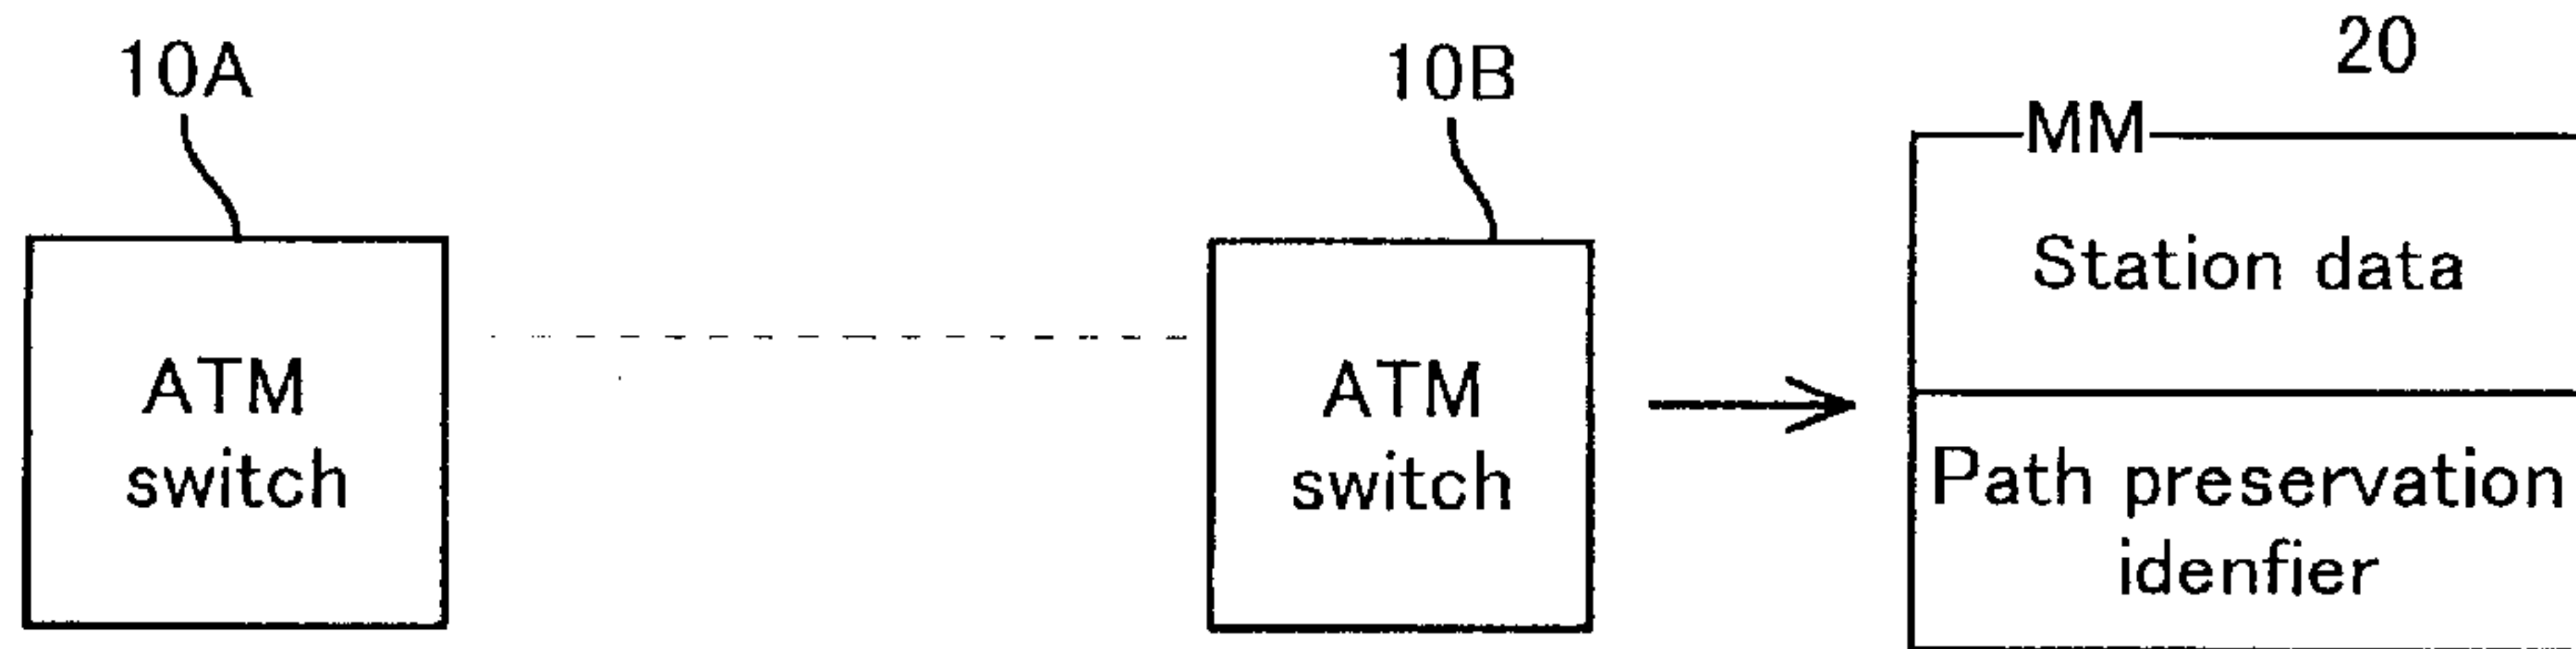 10A
10B
20
MM
ATM
switch
ATM
switch
Station data
Path preservation
idenfier